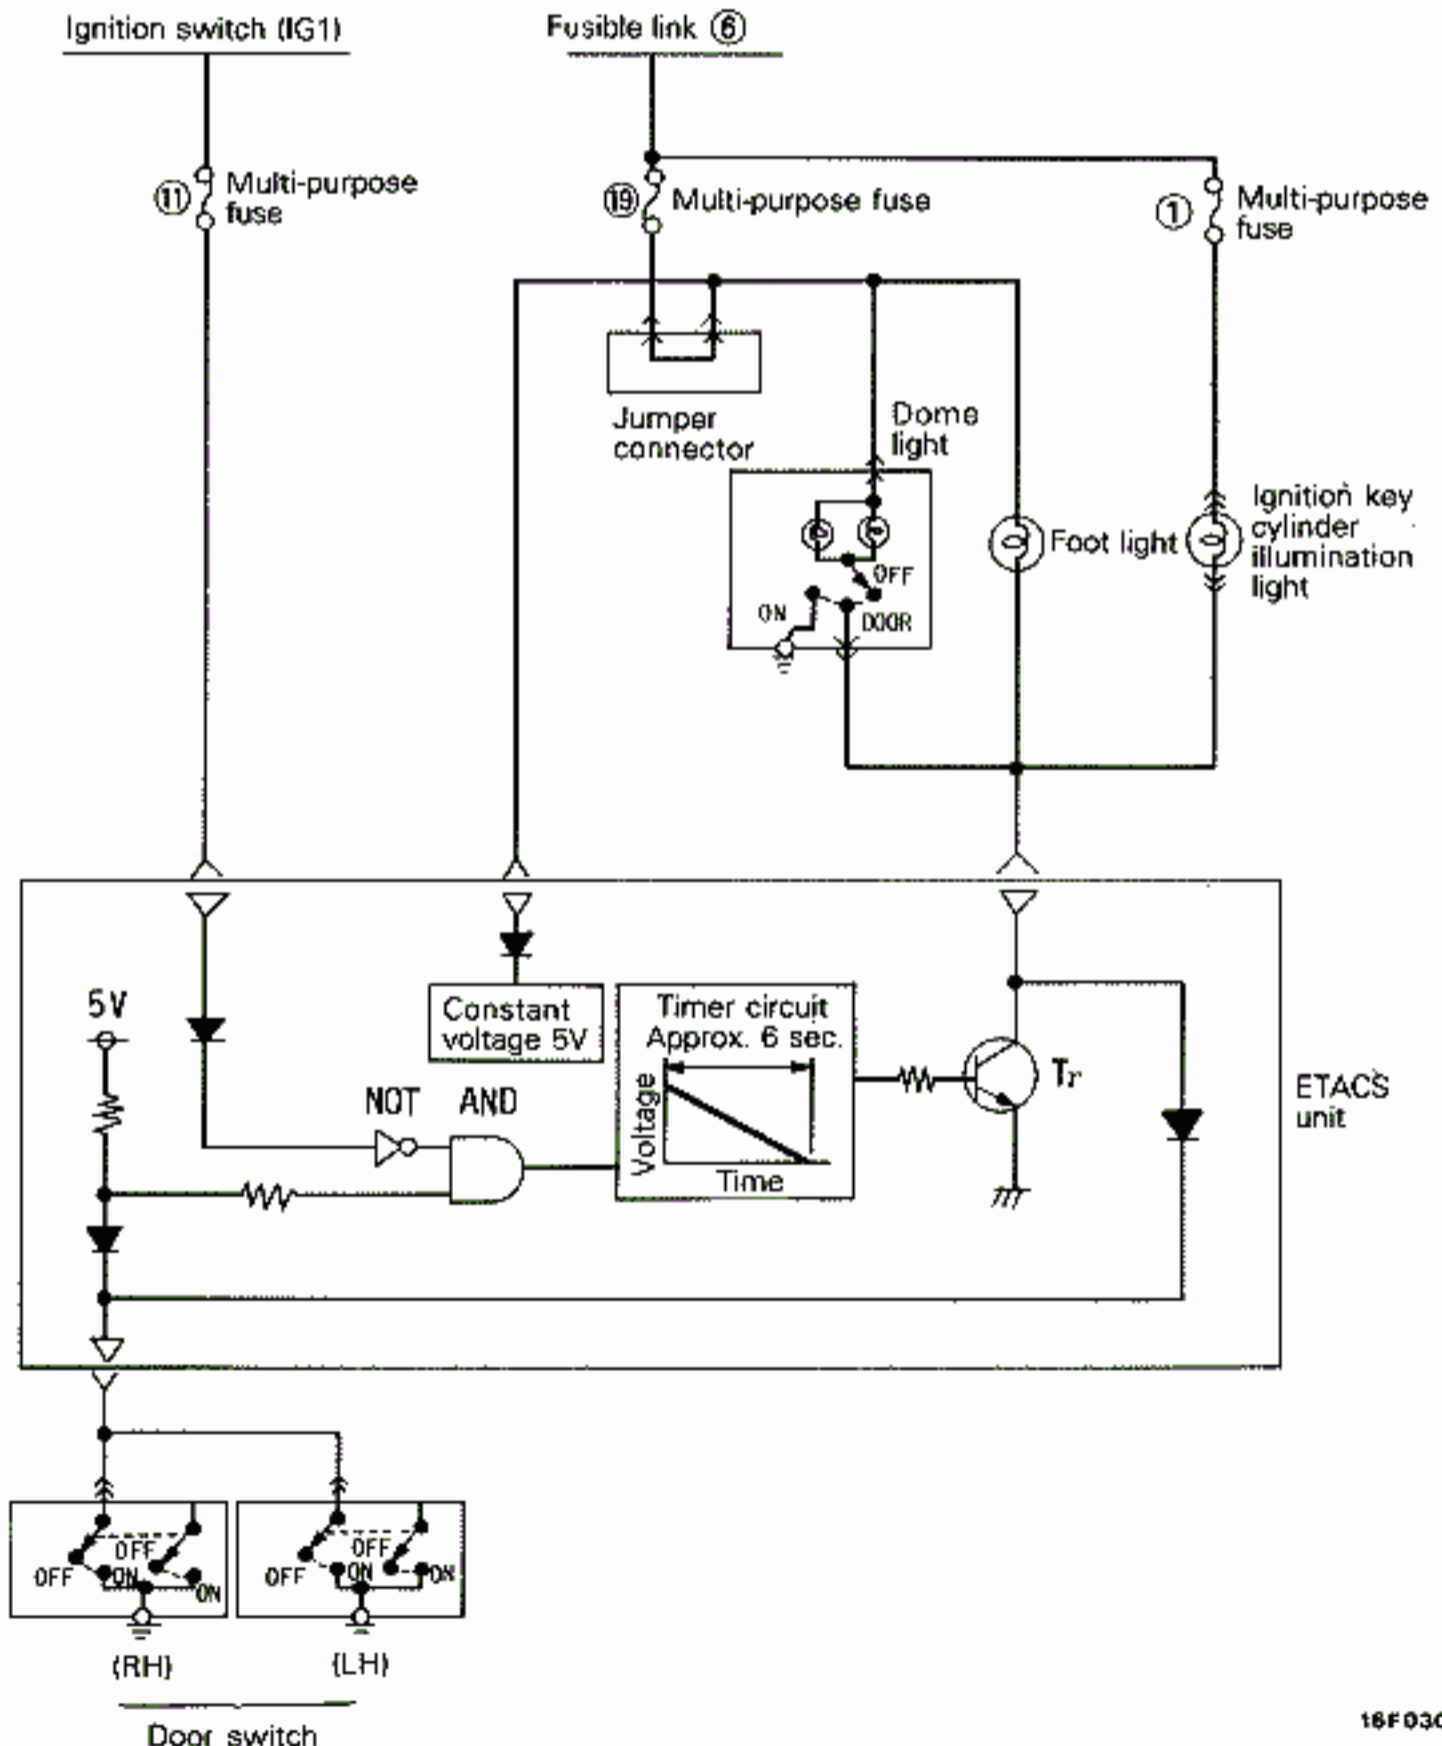 Ignition switch (IG1)
Fusible link ⑥
⑪ Multi-purpose
fuse
⑲ Multi-purpose fuse
① Multi-purpose
fuse
Jumper
connector
Dome
light
OFF
ON
DOOR
Foot light
Ignition key
cylinder
illumination
light
5V
Constant
voltage 5V
Timer circuit
Approx. 6 sec.
Voltage
Time
NOT
AND
Tr
ETACS
unit
OFF
OFF
ON
ON
OFF
OFF
ON
ON
(RH)
(LH)
Door switch